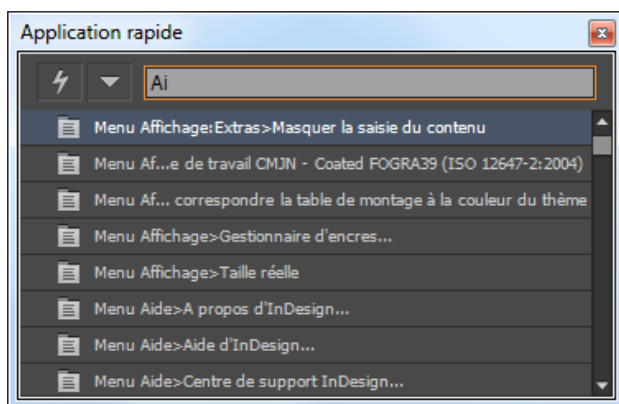 Application rapide
Ai
Menu Affichage:Extras>Masquer la saisie du contenu
Menu Af...e de travail CMJN - Coated FOGRA39 (ISO 12647-2:2004)
Menu Af... correspondre la table de montage à la couleur du thème
Menu Affichage>Gestionnaire d'encres...
Menu Affichage>Taille réelle
Menu Aide>A propos d'InDesign...
Menu Aide>Aide d'InDesign...
Menu Aide>Centre de support InDesign...